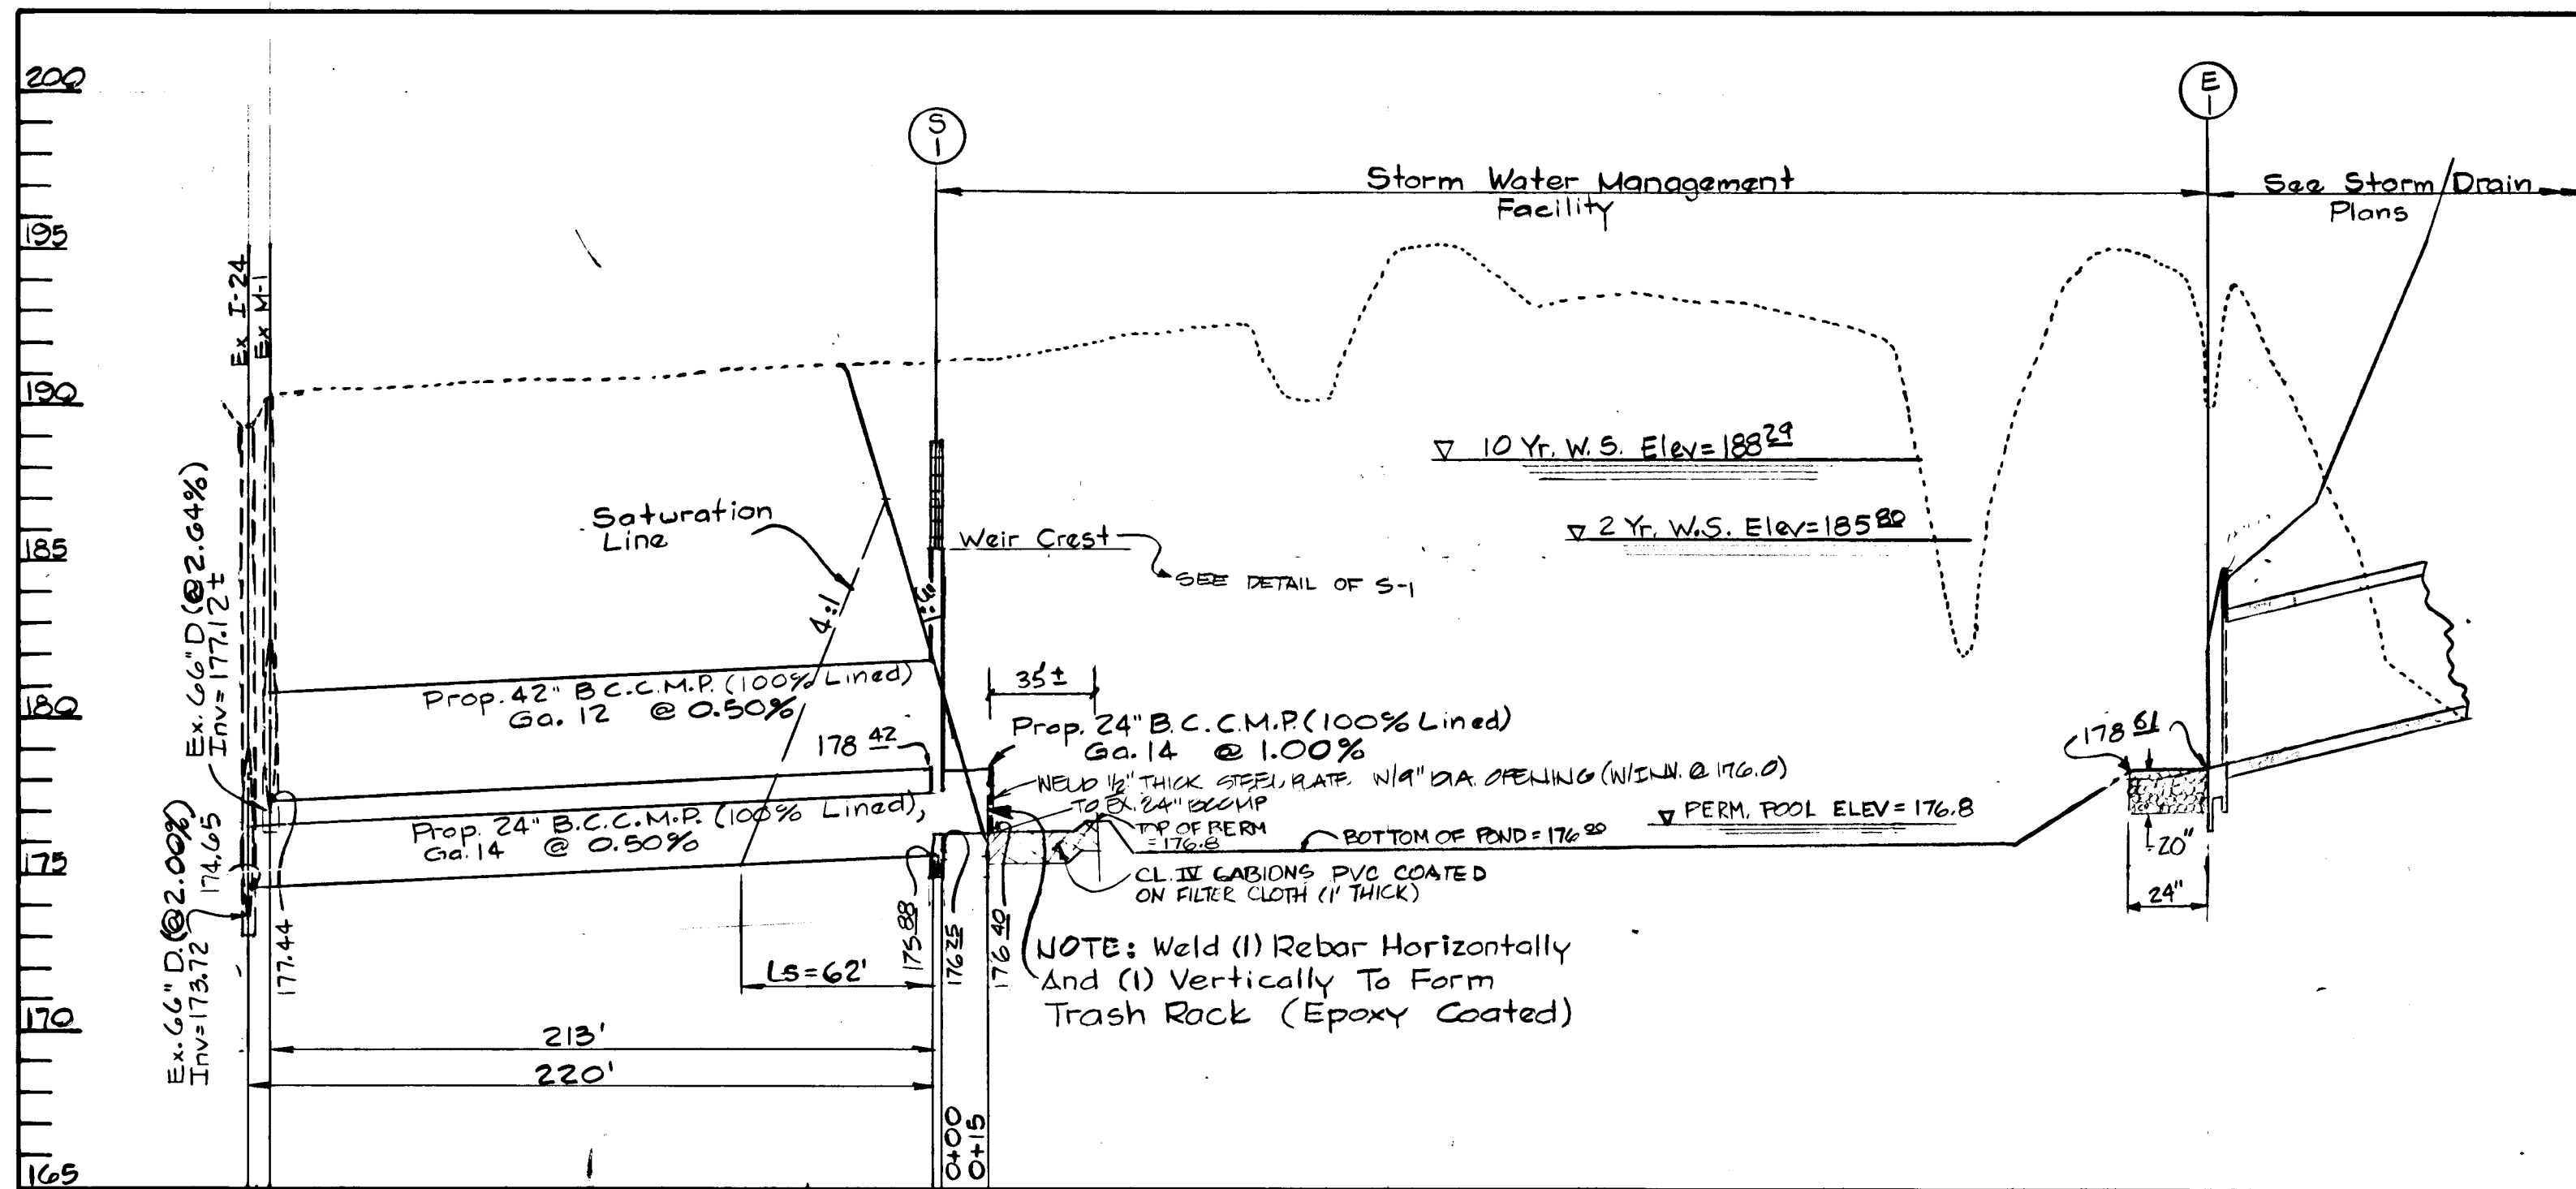 200
195
190
185
180
175
170
165
S
1
E
1
Storm Water Management
Facility
See Storm Drain
Plans
Ex I-24
Ex M-1
Ex. 66" D (@2.64%)
Inv=177.12±
Ex. 66" D. (@2.00%)
Inv=173.72
174.65
177.44
Saturation
Line
4:1
Weir Crest
SEE DETAIL OF S-1
10 Yr. W.S. Elev=188 29
2 Yr. W.S. Elev=185 80
Prop. 42" B.C.C.M.P. (100% Lined)
Ga. 12 @ 0.50%
178 42
Prop. 24" B.C.C.M.P. (100% Lined),
Ga. 14 @ 0.50%
35'±
Prop. 24" B.C.C.M.P. (100% Lined)
Ga. 14 @ 1.00%
WELD 1/2" THICK STEEL PLATE W/9" DIA. OPENING (W/INV. @ 176.0)
TO EX. 24" BCCMP
TOP OF BERM
=176.8
BOTTOM OF POND=176 00
PERM. POOL ELEV=176.8
CL. IV GABIONS PVC COATED
ON FILTER CLOTH (1' THICK)
178 61
20"
24"
175 88
176 25
176 40
NOTE: Weld (1) Rebar Horizontally
And (1) Vertically To Form
Trash Rack (Epoxy Coated)
Ls=62'
213'
220'
0+00
0+15